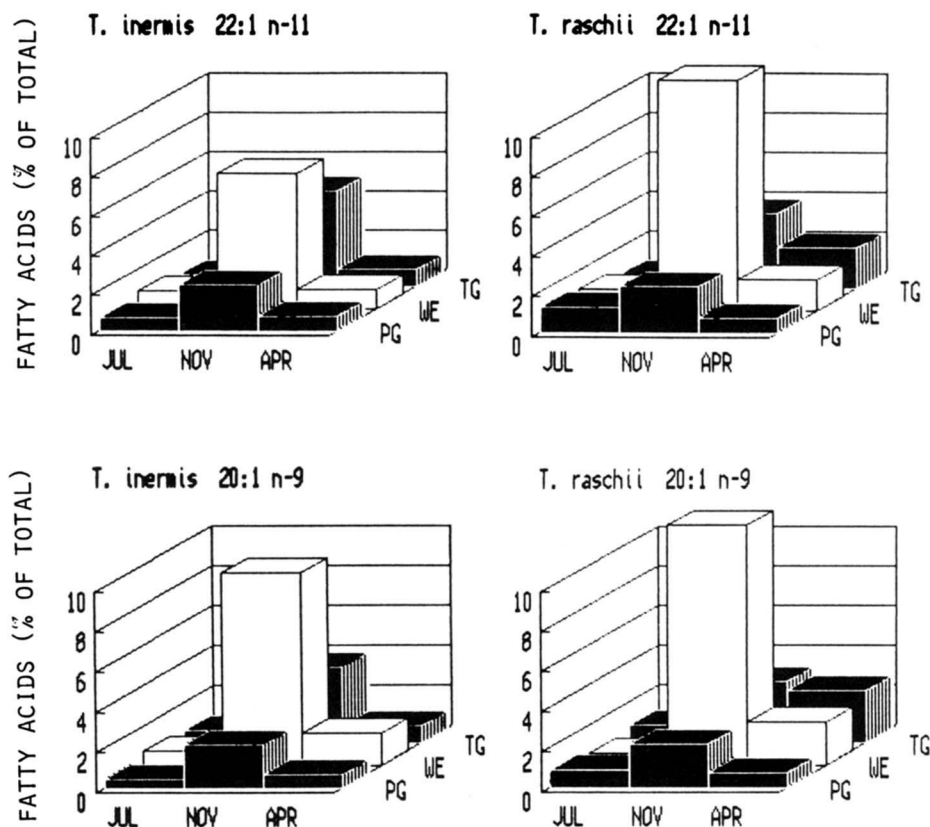 T. inermis 22:1 n-11
T. raschii 22:1 n-11
FATTY ACIDS (% OF TOTAL)
10
8
6
4
2
0
JUL NOV APR
PG
WE
TG
10
8
6
4
2
0
JUL NOV APR
PG
WE
TG
T. inermis 20:1 n-9
T. raschii 20:1 n-9
FATTY ACIDS (% OF TOTAL)
10
8
6
4
2
0
JUL NOV APR
PG
WE
TG
10
8
6
4
2
0
JUL NOV APR
PG
WE
TG